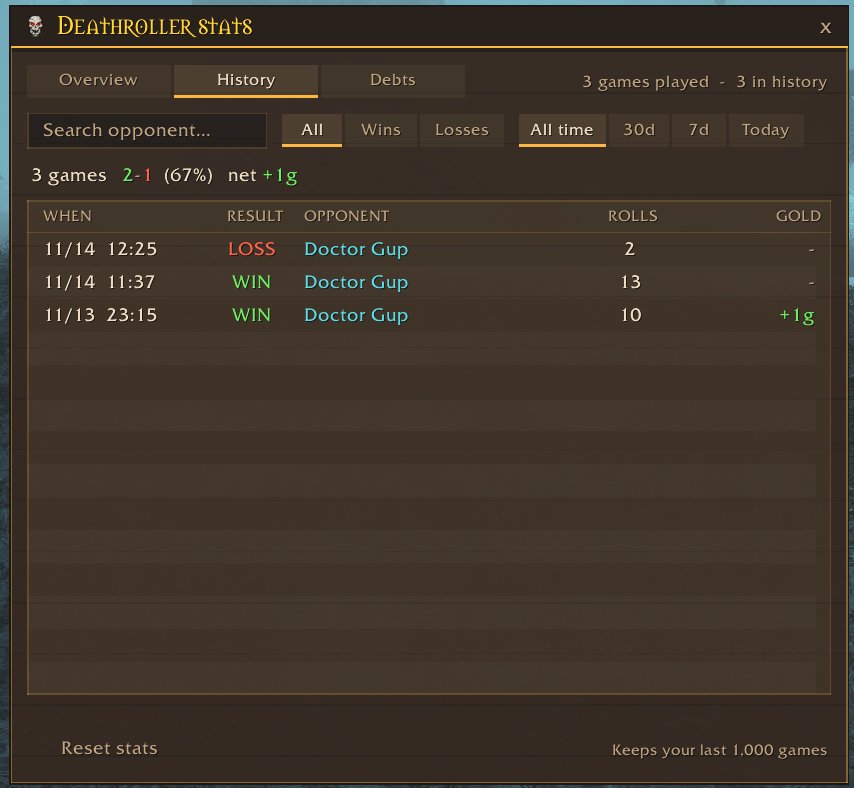 Deathroller stats x
Overview History Debts 3 games played - 3 in history
Search opponent... All Wins Losses All time 30d 7d Today
3 games 2-1 (67%) net +1g
WHEN RESULT OPPONENT ROLLS GOLD
11/14 12:25 LOSS Doctor Gup 2 -
11/14 11:37 WIN Doctor Gup 13 -
11/13 23:15 WIN Doctor Gup 10 +1g
Reset stats Keeps your last 1,000 games